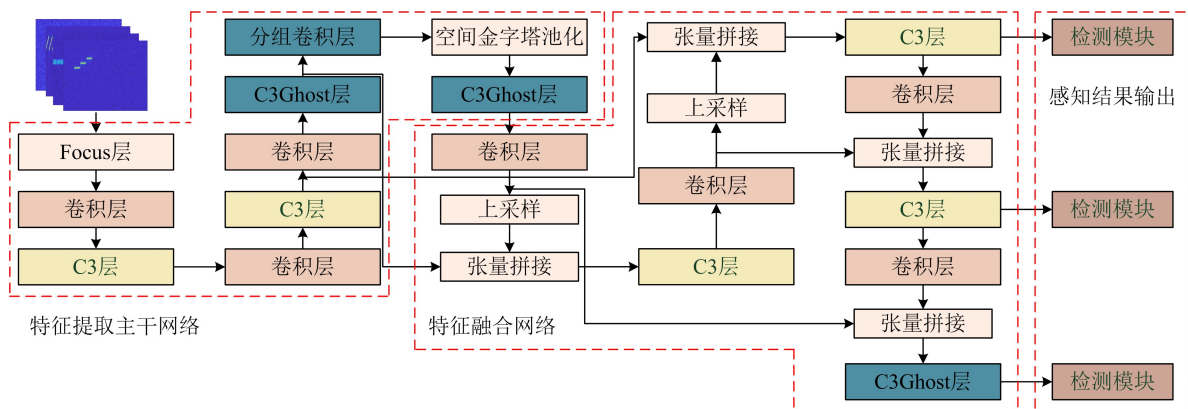 Focus层
卷积层
C3层
卷积层
C3层
卷积层
C3Ghost层
分组卷积层
空间金字塔池化
C3Ghost层
特征提取主干网络
卷积层
上采样
张量拼接
C3层
卷积层
上采样
张量拼接
C3层
卷积层
张量拼接
C3层
卷积层
张量拼接
C3Ghost层
特征融合网络
检测模块
感知结果输出
检测模块
检测模块